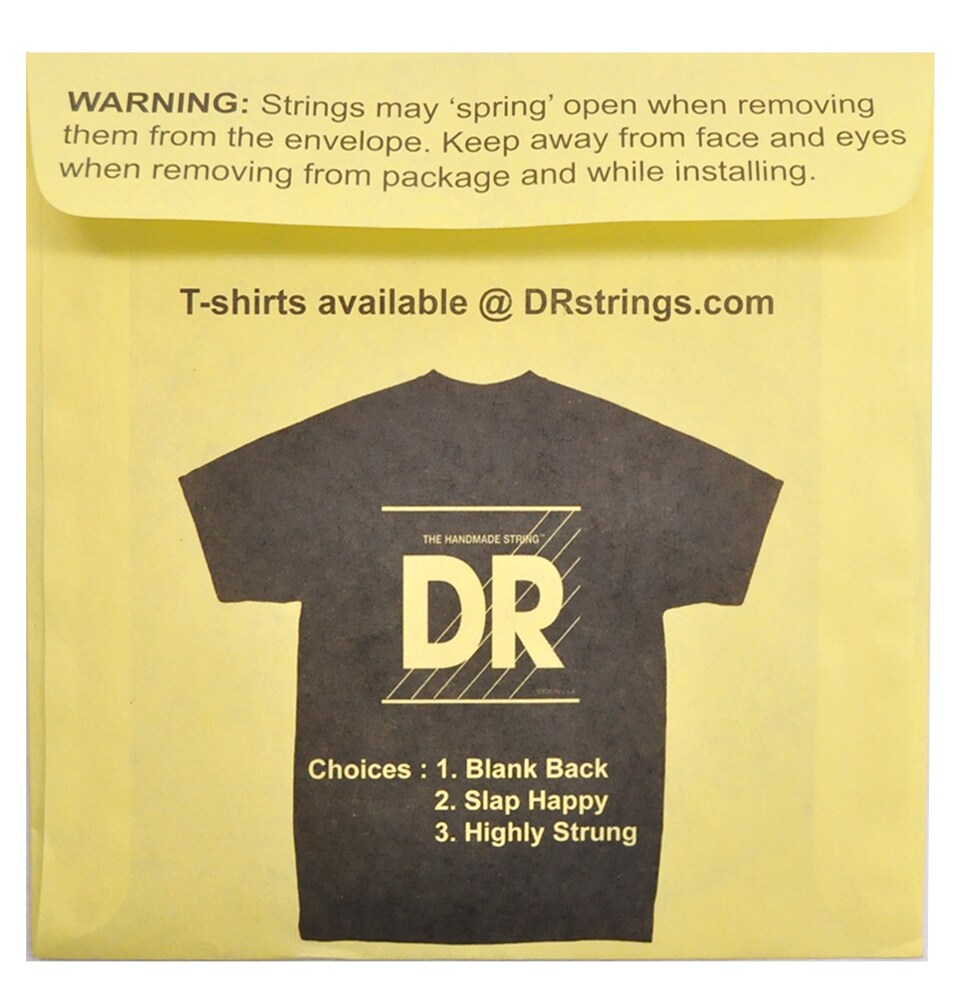 WARNING: Strings may ‘spring’ open when removing
them from the envelope. Keep away from face and eyes
when removing from package and while installing.
T-shirts available @ DRstrings.com
THE HANDMADE STRING™
DR
Choices : 1. Blank Back
2. Slap Happy
3. Highly Strung